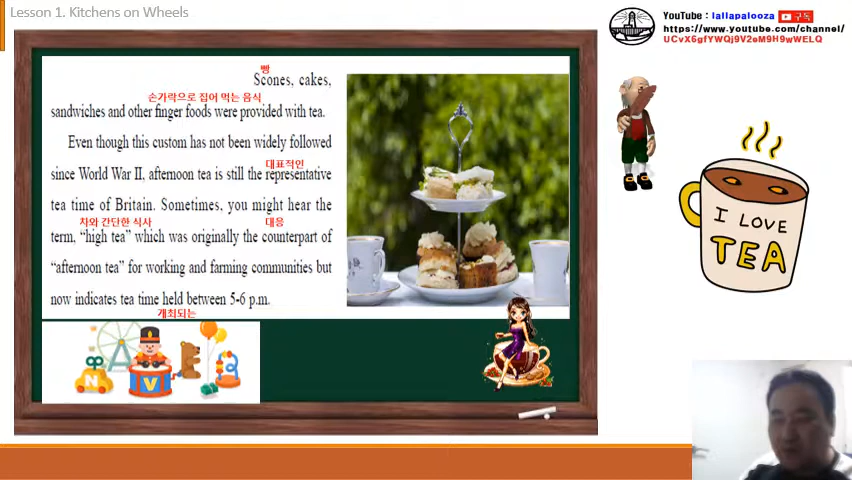 Lesson 1. Kitchens on Wheels
YouTube : lallapalooza 구독
https://www.youtube.com/channel/
UCvX6gfYWQj9V2eM9H9wWELQ
빵
Scones, cakes,
손가락으로 집어 먹는 음식
sandwiches and other finger foods were provided with tea.
Even though this custom has not been widely followed
대표적인
since World War II, afternoon tea is still the representative
tea time of Britain. Sometimes, you might hear the
차와 간단한 식사 대응
term, “high tea” which was originally the counterpart of
“afternoon tea” for working and farming communities but
now indicates tea time held between 5-6 p.m.
개최되는
I LOVE
TEA
N V